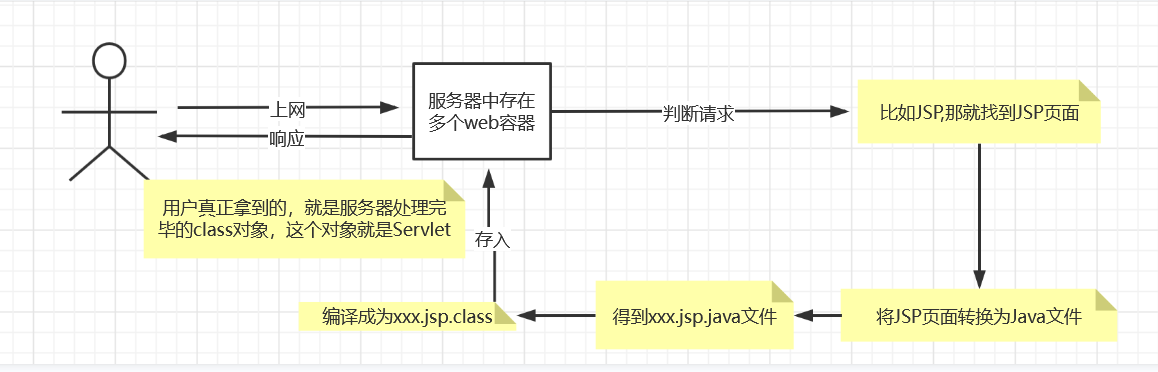 上网
响应
服务器中存在
多个web容器
判断请求
比如JSP,那就找到JSP页面
用户真正拿到的，就是服务器处理完
毕的class对象，这个对象就是Servlet
存入
编译成为xxx.jsp.class
得到xxx.jsp.java文件
将JSP页面转换为Java文件